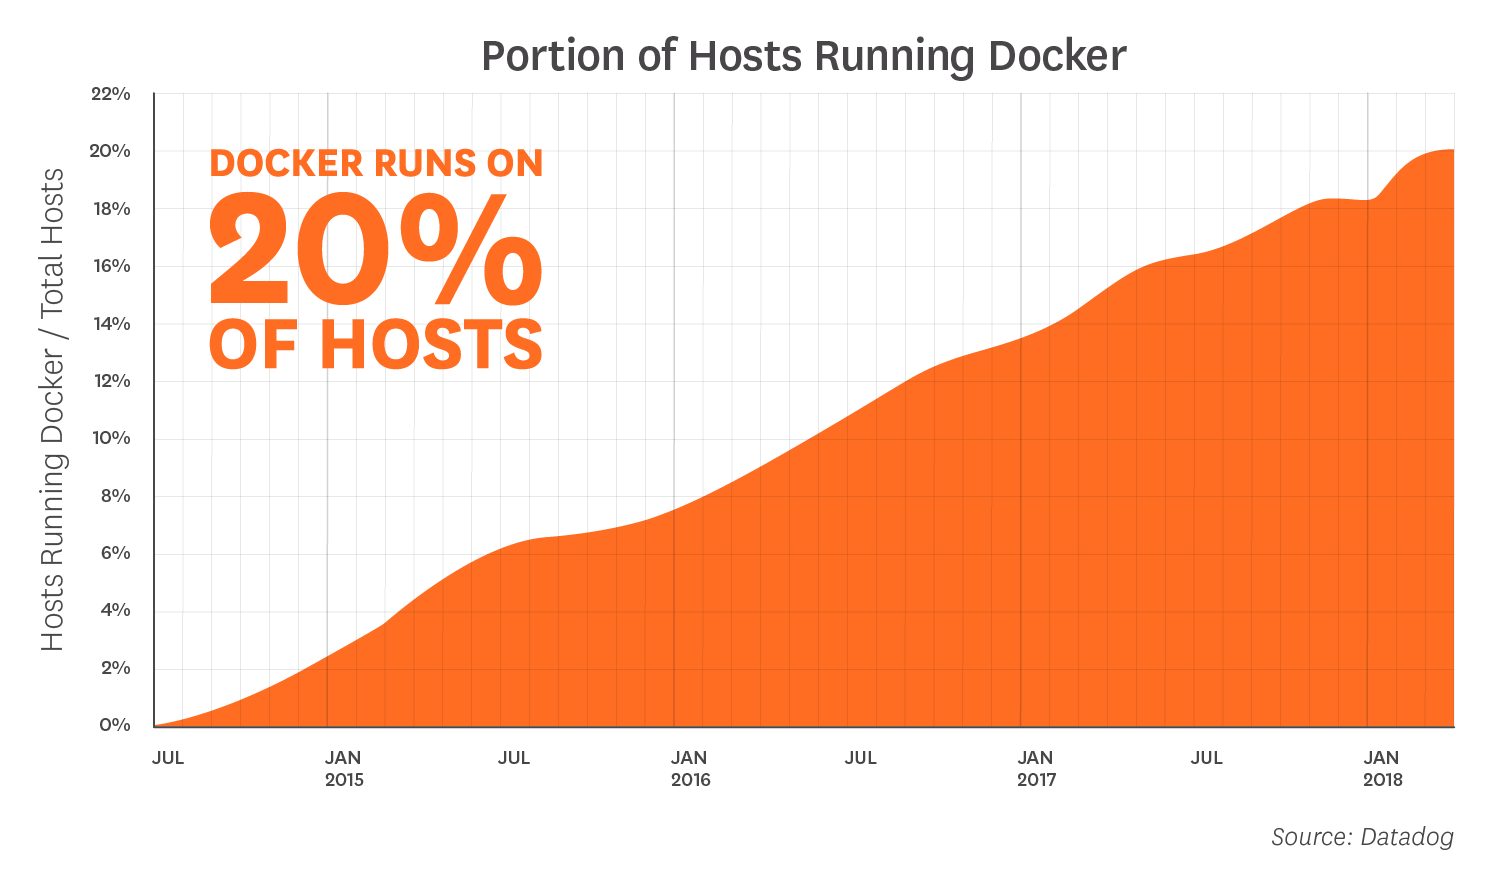 Portion of Hosts Running Docker
Hosts Running Docker / Total Hosts
22%
20%
18%
16%
14%
12%
10%
8%
6%
4%
2%
0%
DOCKER RUNS ON
20%
OF HOSTS
JUL
JAN
2015
JUL
JAN
2016
JUL
JAN
2017
JUL
JAN
2018
Source: Datadog